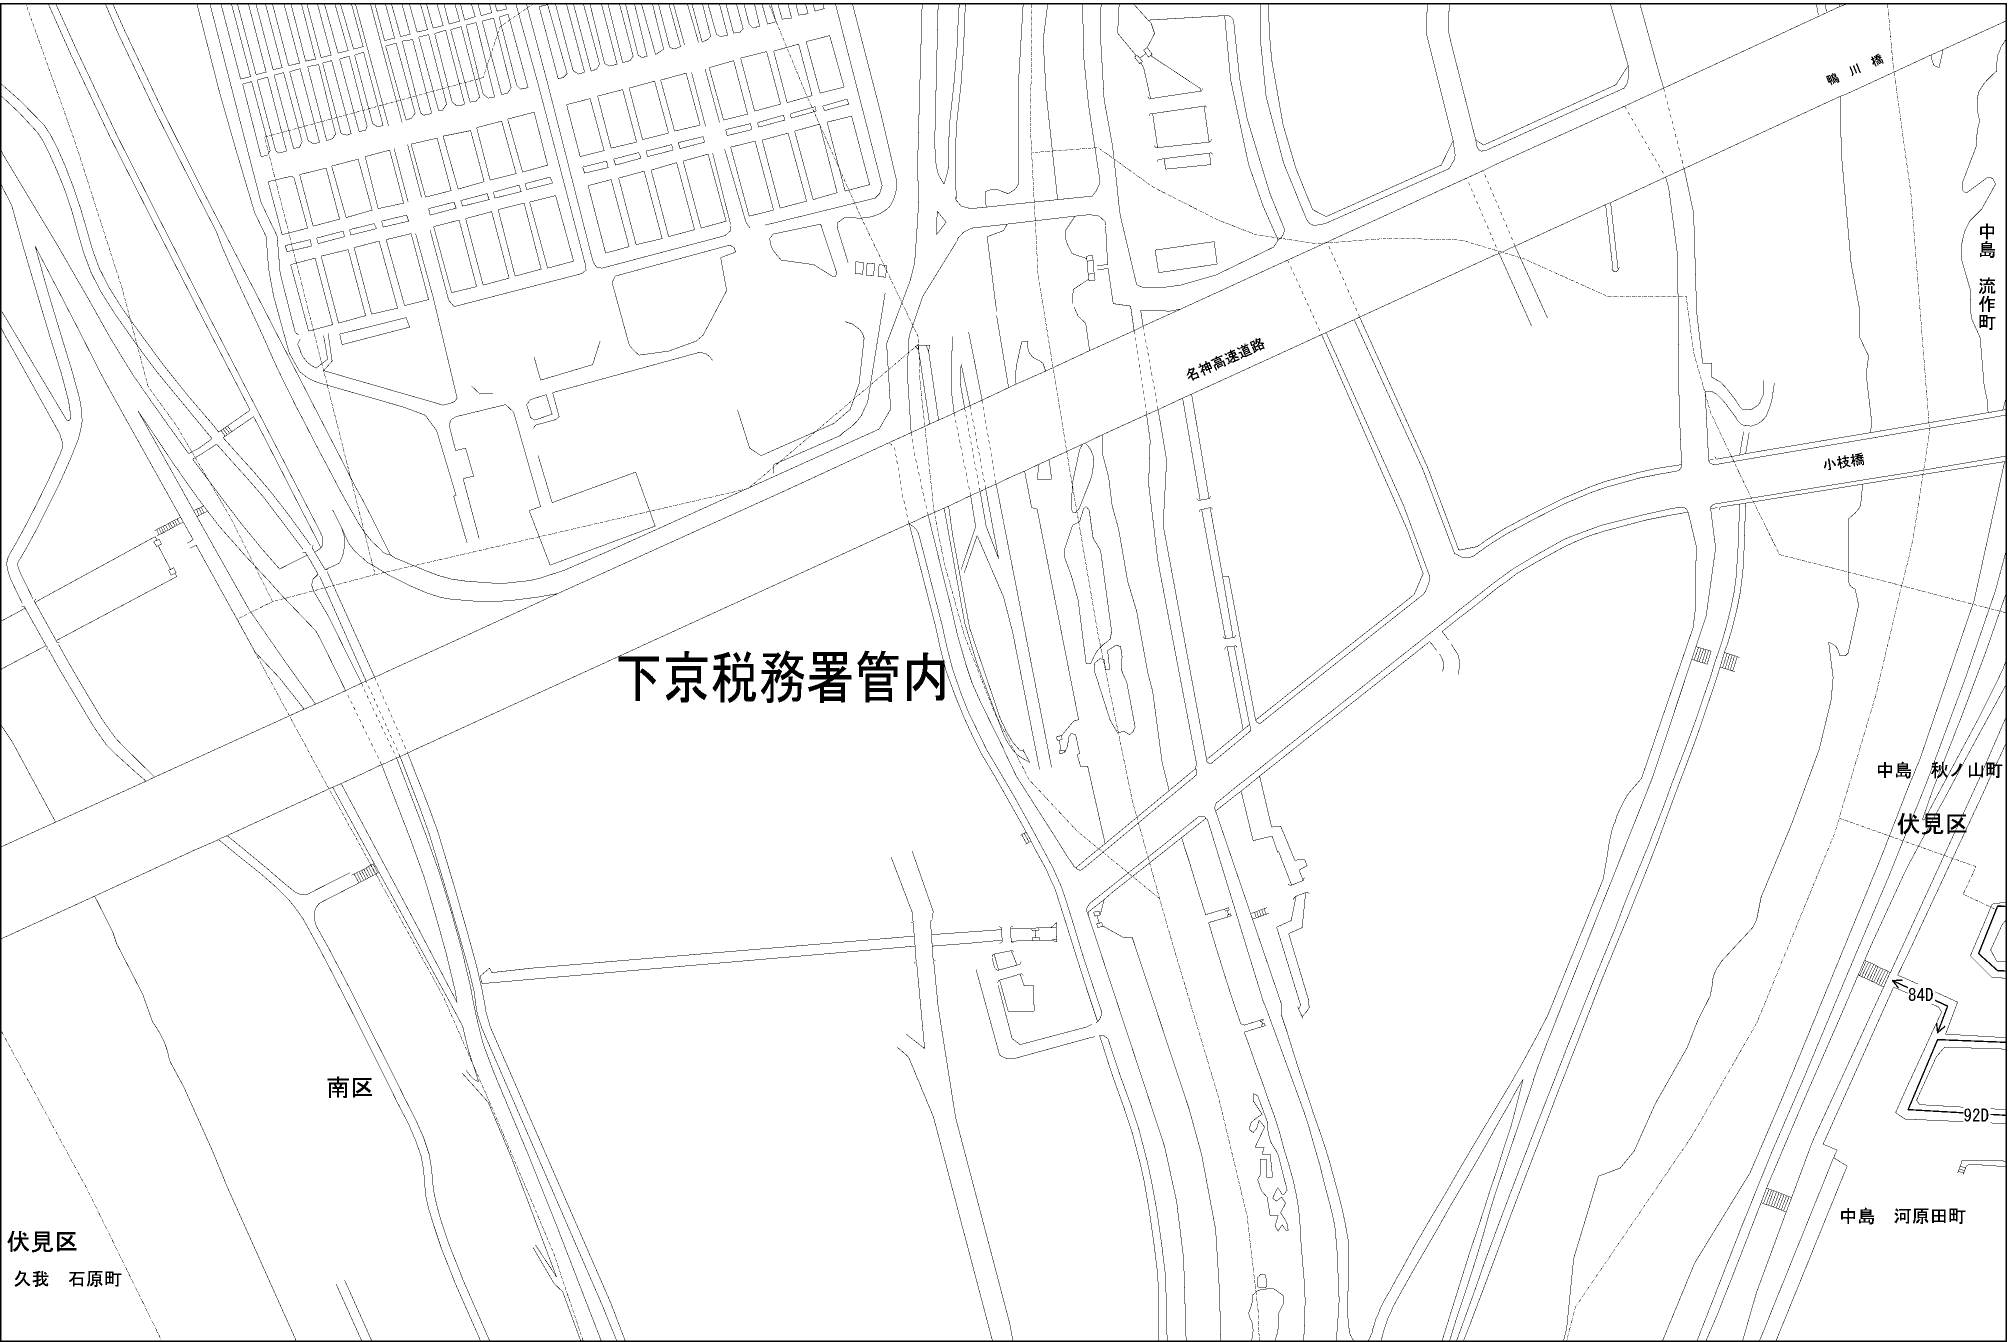 鴨川橋
中島　流作町
名神高速道路
小枝橋
下京税務署管内
中島　秋ノ山町
伏見区
84D
南区
92D
中島　河原田町
伏見区
久我　石原町